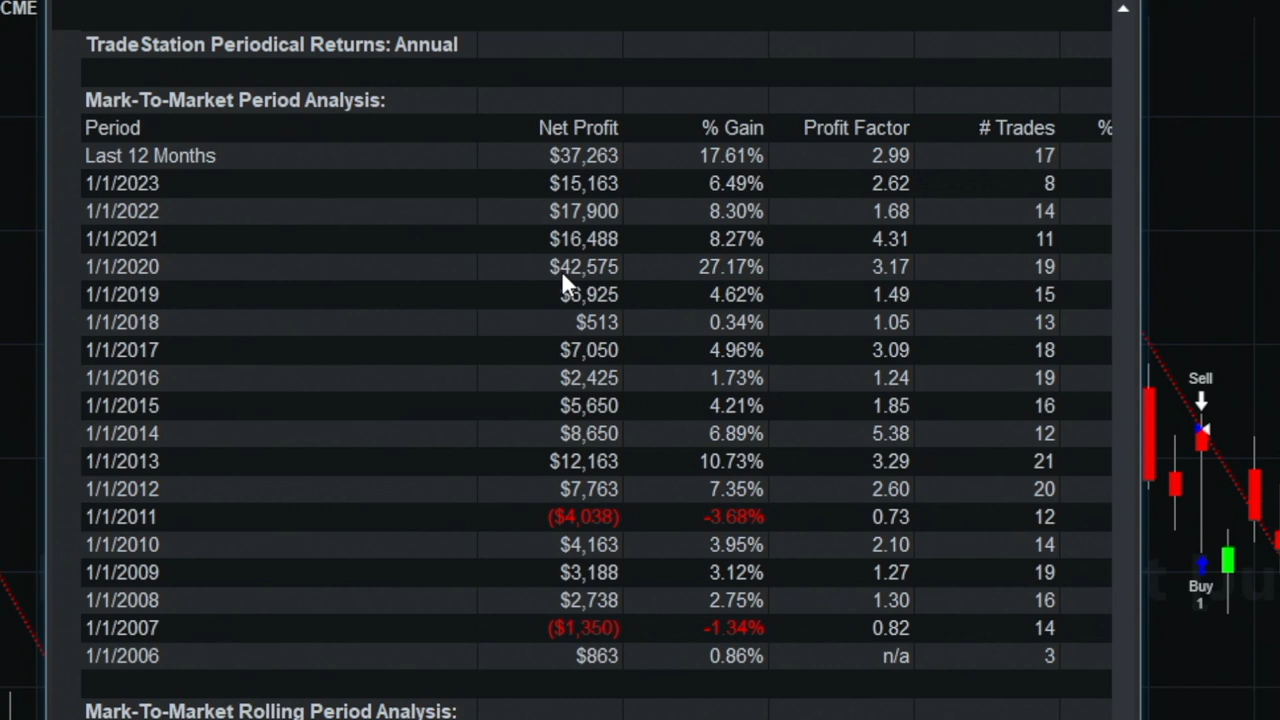 CME
TradeStation Periodical Returns: Annual
Mark-To-Market Period Analysis:
Period Net Profit % Gain Profit Factor # Trades %
Last 12 Months $37,263 17.61% 2.99 17
1/1/2023 $15,163 6.49% 2.62 8
1/1/2022 $17,900 8.30% 1.68 14
1/1/2021 $16,488 8.27% 4.31 11
1/1/2020 $42,575 27.17% 3.17 19
1/1/2019 $6,925 4.62% 1.49 15
1/1/2018 $513 0.34% 1.05 13
1/1/2017 $7,050 4.96% 3.09 18
1/1/2016 $2,425 1.73% 1.24 19
1/1/2015 $5,650 4.21% 1.85 16
1/1/2014 $8,650 6.89% 5.38 12
1/1/2013 $12,163 10.73% 3.29 21
1/1/2012 $7,763 7.35% 2.60 20
1/1/2011 ($4,038) -3.68% 0.73 12
1/1/2010 $4,163 3.95% 2.10 14
1/1/2009 $3,188 3.12% 1.27 19
1/1/2008 $2,738 2.75% 1.30 16
1/1/2007 ($1,350) -1.34% 0.82 14
1/1/2006 $863 0.86% n/a 3
Mark-To-Market Rolling Period Analysis:
Sell
Buy
1